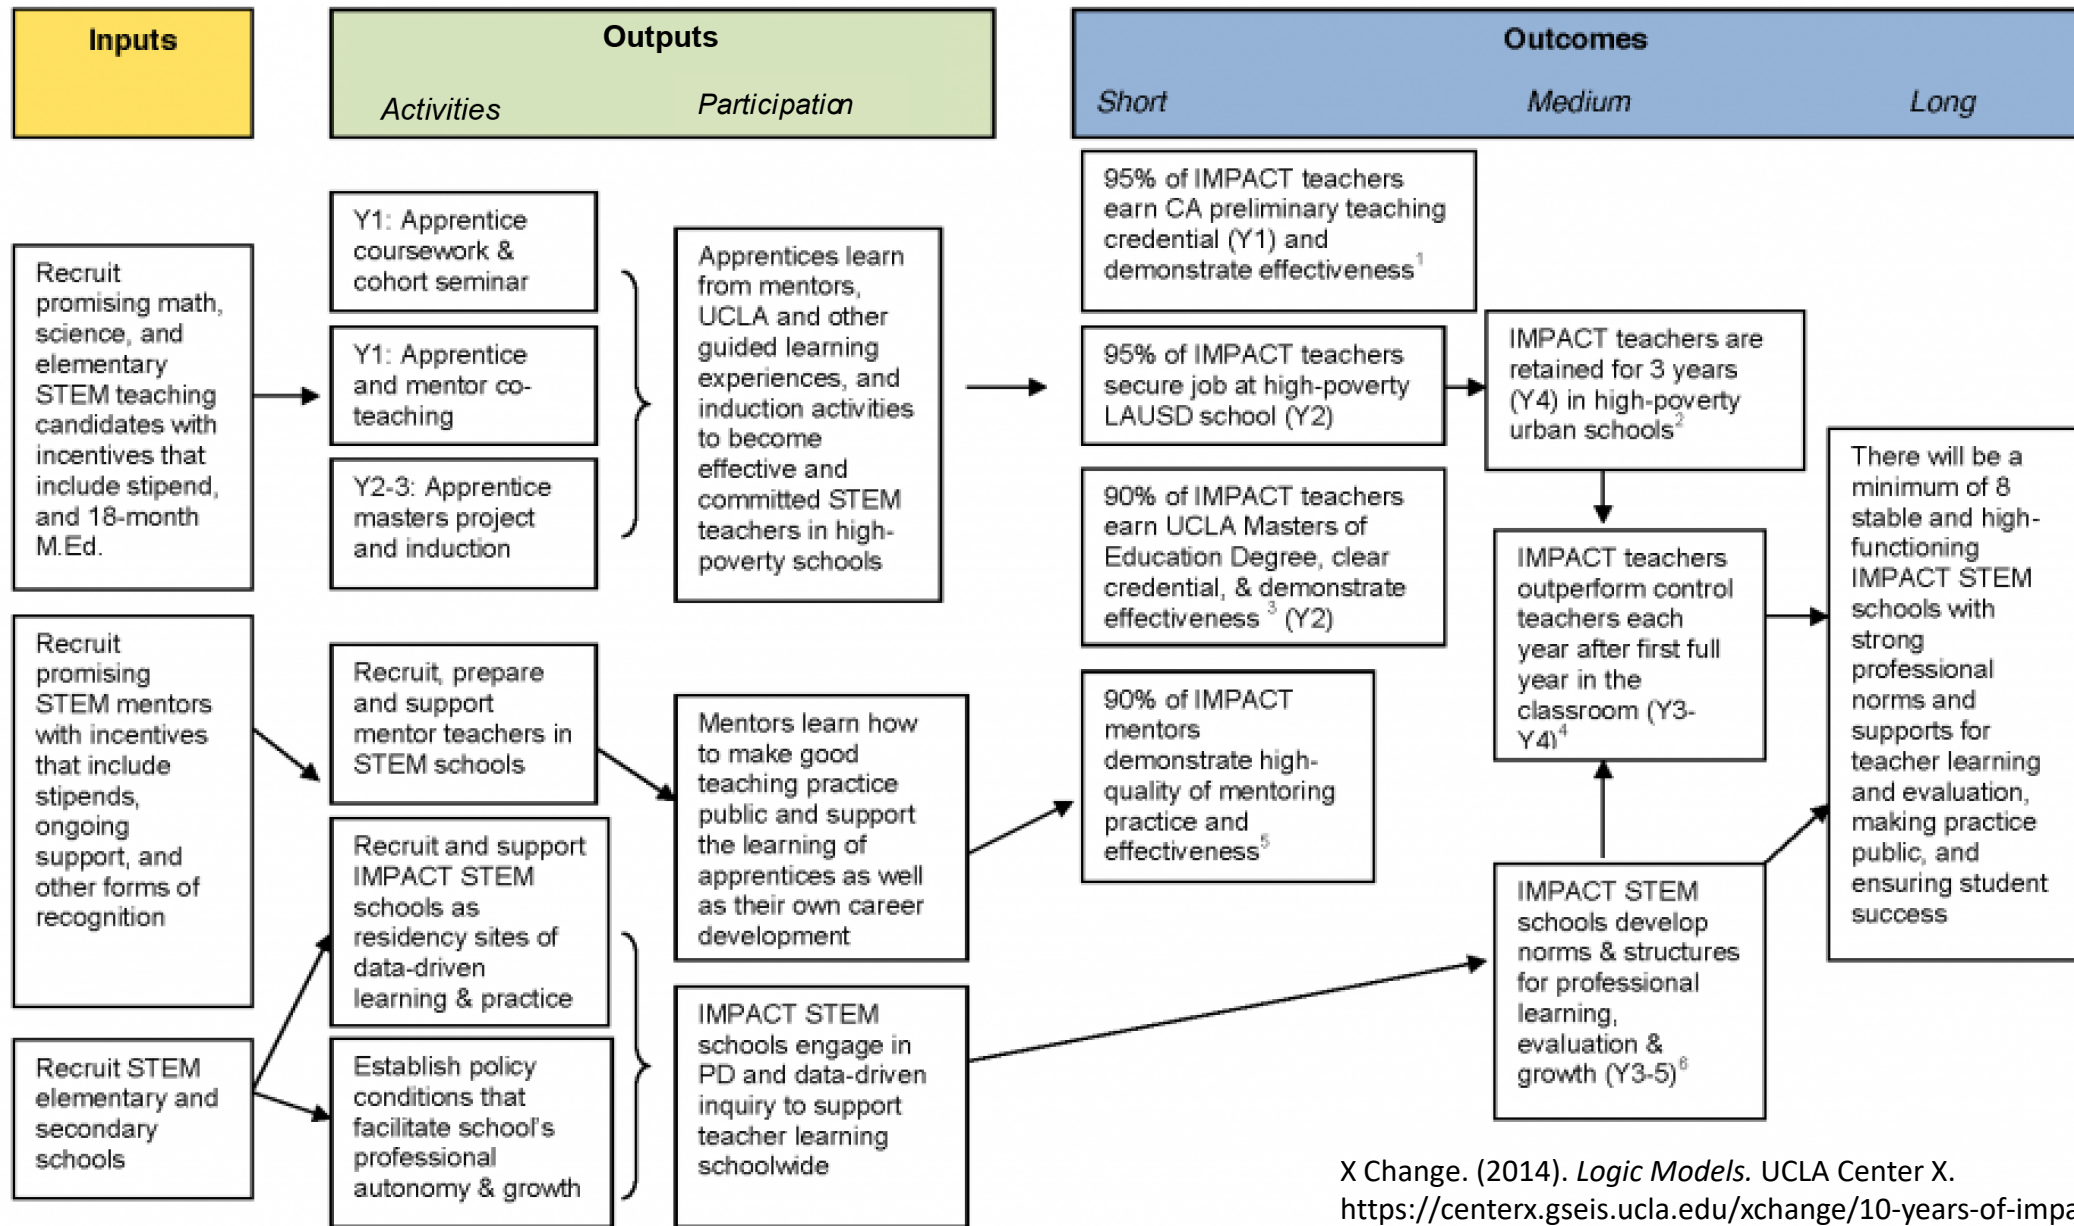 Inputs
Outputs
Activities
Participation
Outcomes
Short
Medium
Long
Recruit
promising math,
science, and
elementary
STEM teaching
candidates with
incentives that
include stipend,
and 18-month
M.Ed.
Recruit
promising
STEM mentors
with incentives
that include
stipends,
ongoing
support, and
other forms of
recognition
Recruit STEM
elementary and
secondary
schools
Y1: Apprentice
coursework &
cohort seminar
Y1: Apprentice
and mentor co-
teaching
Y2-3: Apprentice
masters project
and induction
Recruit, prepare
and support
mentor teachers in
STEM schools
Recruit and support
IMPACT STEM
schools as
residency sites of
data-driven
learning & practice
Establish policy
conditions that
facilitate school's
professional
autonomy & growth
Apprentices learn
from mentors,
UCLA and other
guided learning
experiences, and
induction activities
to become
effective and
committed STEM
teachers in high-
poverty schools
Mentors learn how
to make good
teaching practice
public and support
the learning of
apprentices as well
as their own career
development
IMPACT STEM
schools engage in
PD and data-driven
inquiry to support
teacher learning
schoolwide
95% of IMPACT teachers
earn CA preliminary teaching
credential (Y1) and
demonstrate effectiveness1
95% of IMPACT teachers
secure job at high-poverty
LAUSD school (Y2)
90% of IMPACT teachers
earn UCLA Masters of
Education Degree, clear
credential, & demonstrate
effectiveness 3 (Y2)
90% of IMPACT
mentors
demonstrate high-
quality of mentoring
practice and
effectiveness5
IMPACT teachers are
retained for 3 years
(Y4) in high-poverty
urban schools2
IMPACT teachers
outperform control
teachers each
year after first full
year in the
classroom (Y3-
Y4)4
IMPACT STEM
schools develop
norms & structures
for professional
learning,
evaluation &
growth (Y3-5)6
There will be a
minimum of 8
stable and high-
functioning
IMPACT STEM
schools with
strong
professional
norms and
supports for
teacher learning
and evaluation,
making practice
public, and
ensuring student
success
X Change. (2014). Logic Models. UCLA Center X.
https://centerx.gseis.ucla.edu/xchange/10-years-of-impa